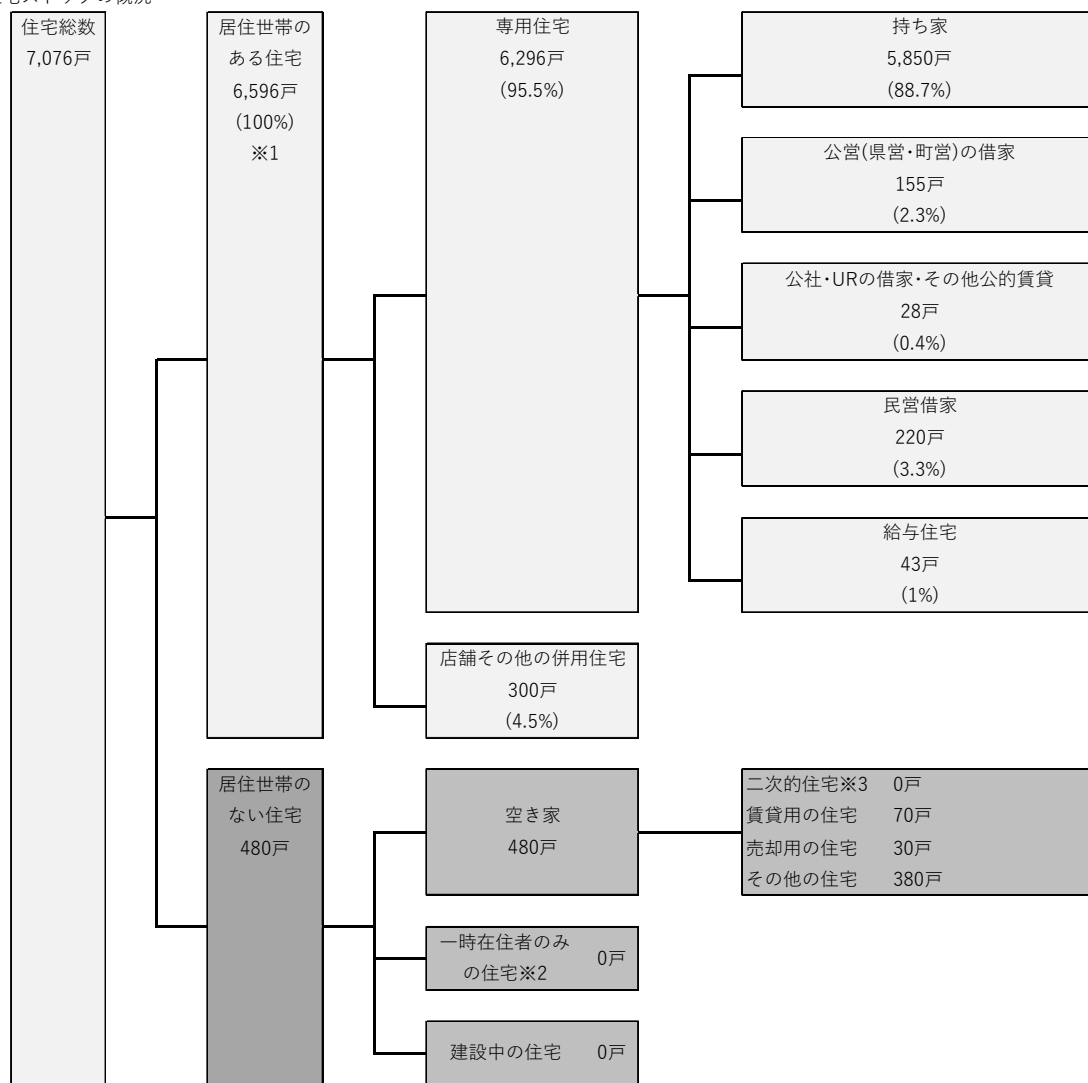 住宅総数
7,076戸
居住世帯の
ある住宅
6,596戸
(100%)
※1
専用住宅
6,296戸
(95.5%)
持ち家
5,850戸
(88.7%)
公営(県営・町営)の借家
155戸
(2.3%)
公社・URの借家・その他公的賃貸
28戸
(0.4%)
民営借家
220戸
(3.3%)
給与住宅
43戸
(1%)
店舗その他の併用住宅
300戸
(4.5%)
居住世帯の
ない住宅
480戸
空き家
480戸
二次的住宅※3 0戸
賃貸用の住宅 70戸
売却用の住宅 30戸
その他の住宅 380戸
一時在住者のみ
の住宅※2 0戸
建設中の住宅 0戸